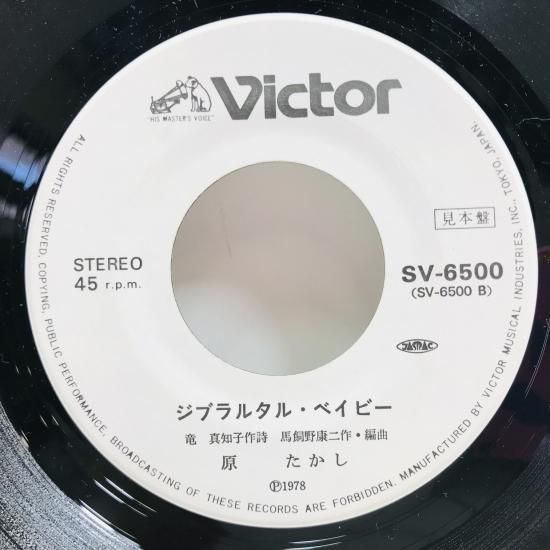 Victor
"HIS MASTER'S VOICE"
見本盤
STEREO
45 r.p.m.
SV-6500
(SV-6500 B)
JASRAC
ジブラルタル・ベイビー
竜 真知子作詩 馬飼野康二作・編曲
原 たかし
Ⓟ1978
ALL RIGHTS RESERVED, COPYING, PUBLIC PERFORMANCE, BROADCASTING OF THESE RECORDS ARE FORBIDDEN. MANUFACTURED BY VICTOR MUSICAL INDUSTRIES, INC., TOKYO, JAPAN.